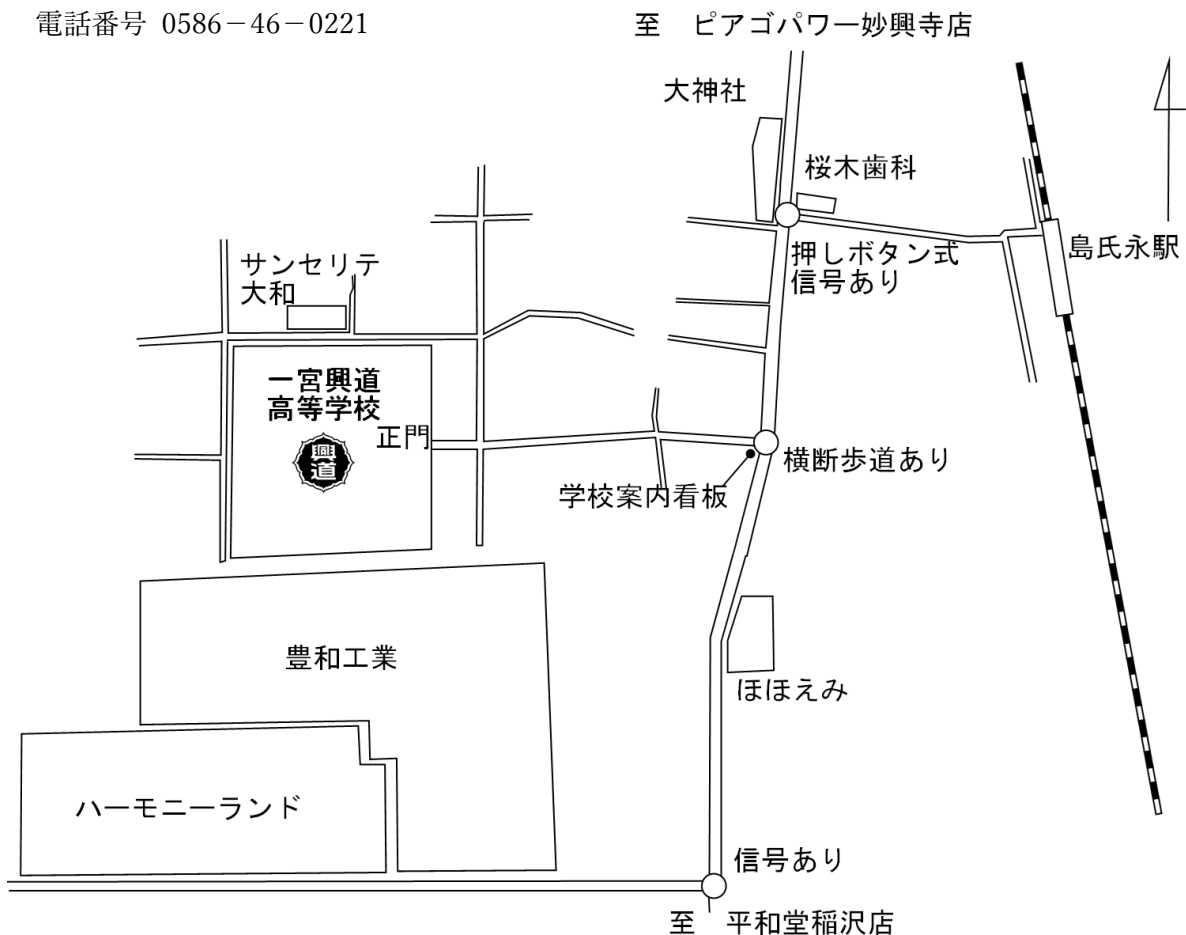 電話番号 0586－46－0221
至 ピアゴパワー妙興寺店
大神社
桜木歯科
押しボタン式
信号あり
島氏永駅
サンセリテ
大和
一宮興道
高等学校
正門
興道
横断歩道あり
学校案内看板
豊和工業
ほほえみ
ハーモニーランド
信号あり
至 平和堂稲沢店